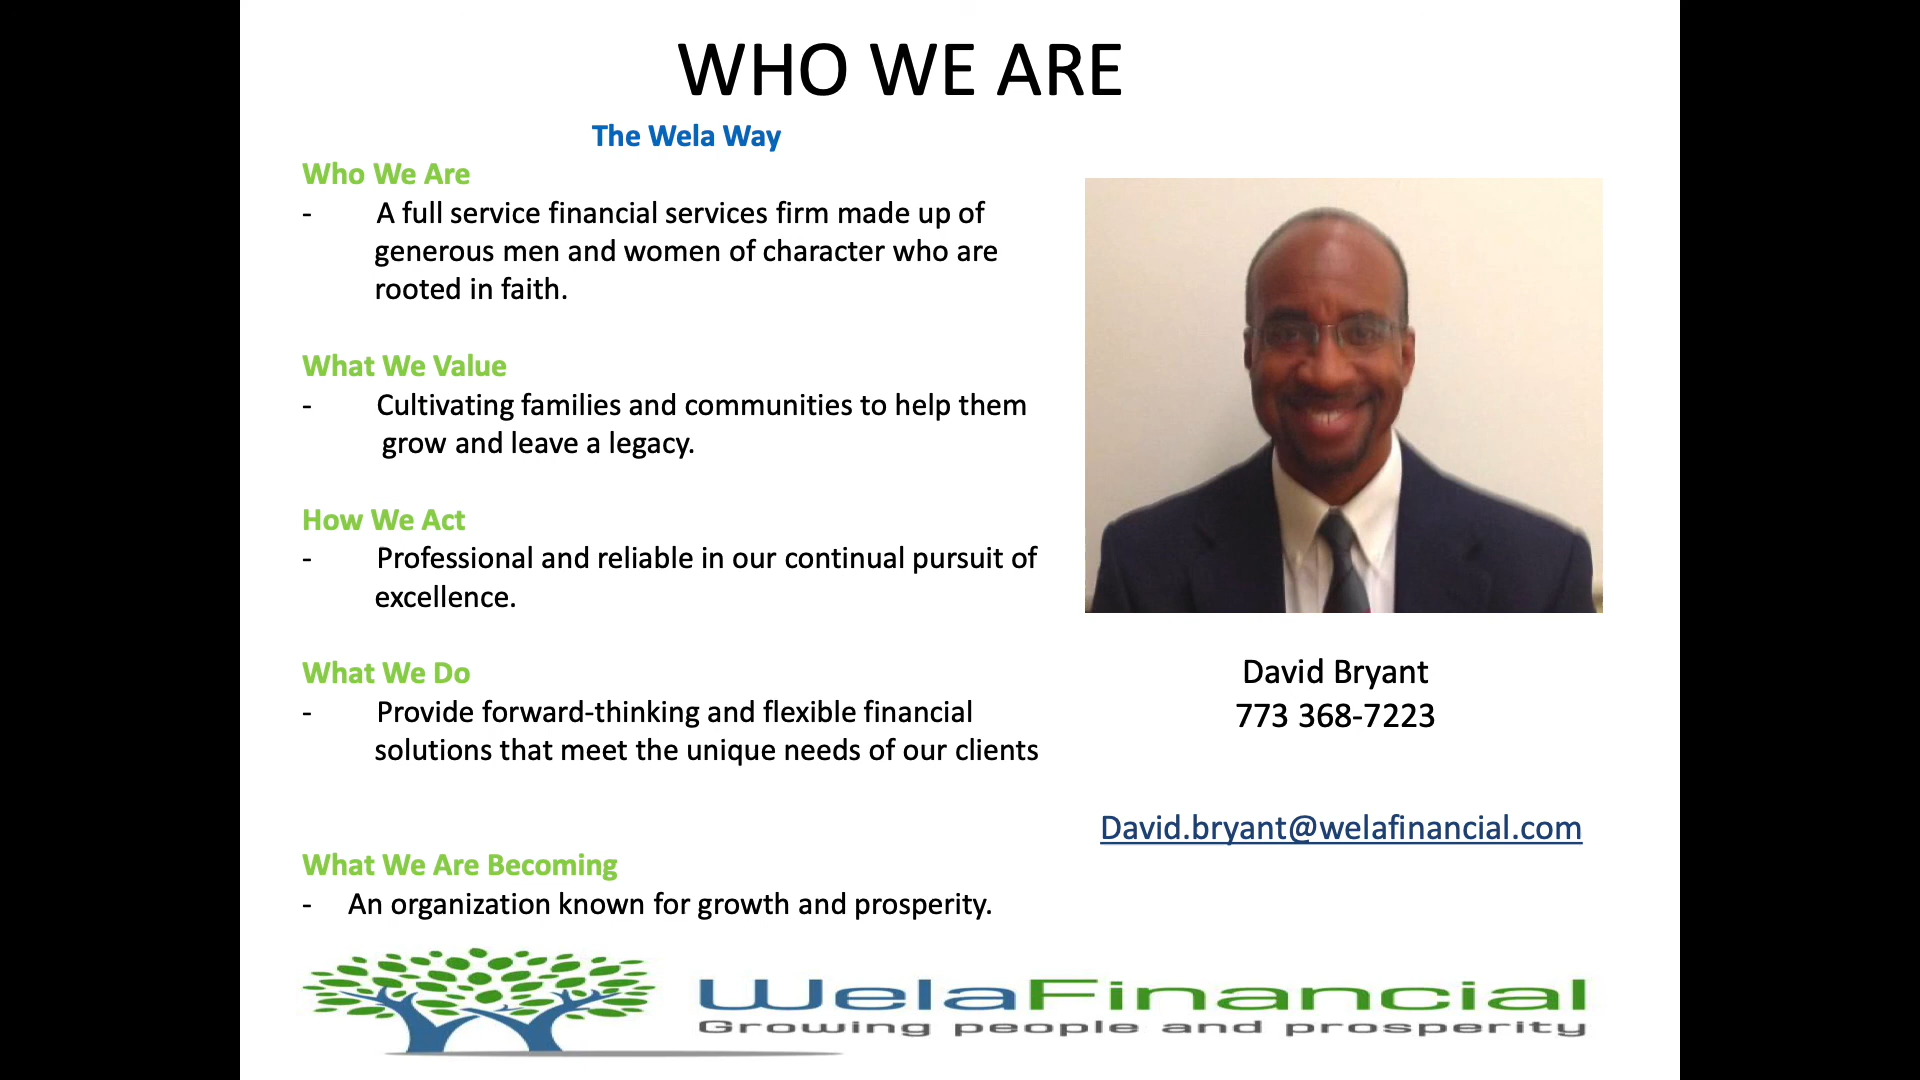 WHO WE ARE
The Wela Way
Who We Are
- A full service financial services firm made up of
generous men and women of character who are
rooted in faith.
What We Value
- Cultivating families and communities to help them
grow and leave a legacy.
How We Act
- Professional and reliable in our continual pursuit of
excellence.
What We Do
- Provide forward-thinking and flexible financial
solutions that meet the unique needs of our clients
What We Are Becoming
- An organization known for growth and prosperity.
David Bryant
773 368-7223
David.bryant@welafinancial.com
WelaFinancial
Growing people and prosperity